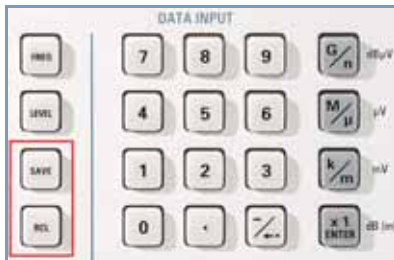 DATA INPUT
FREQ 7 8 9 G/n dBμV
LEVEL 4 5 6 M/μ μV
SAVE 1 2 3 k/m mV
RCL 0 . −/← x 1 ENTER dB(m